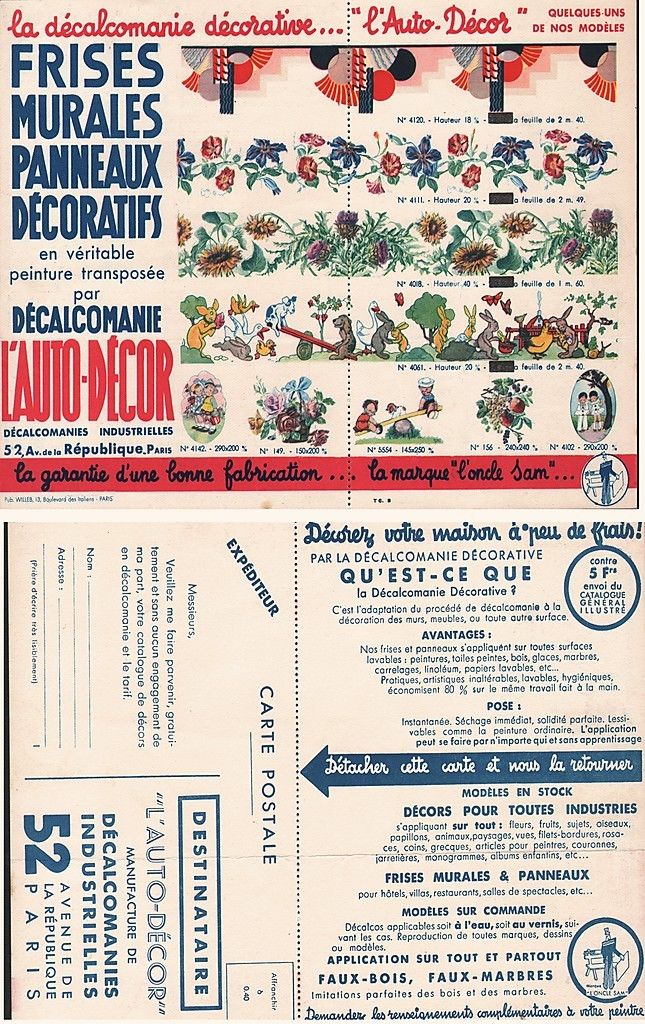 la décalcomanie décorative... "l'Auto-Décor"
QUELQUES-UNS
DE NOS MODÈLES
FRISES
MURALES
PANNEAUX
DÉCORATIFS
en véritable
peinture transposée
par
DÉCALCOMANIE
L'AUTO-DÉCOR
DÉCALCOMANIES INDUSTRIELLES
52, Av. de la République. PARIS
N° 4120. - Hauteur 18 %. - la feuille de 2 m. 40.
N° 4111. - Hauteur 20 %. - la feuille de 2 m. 49.
N° 4018. - Hauteur 40 %. - la feuille de 1 m. 60.
N° 4061. - Hauteur 20 %. - la feuille de 2 m. 40.
N° 4142. - 290x200 %
N° 149. - 150x200 %
N° 5554 - 145x250 %
N° 156 - 240x240 %
N° 4102 - 290x200 %
la garantie d'une bonne fabrication... la marque "l'oncle Sam"...
Pub. WILLEB, 13, Boulevard des Italiens - PARIS
T C. B
EXPÉDITEUR
Messieurs,
Veuillez me faire parvenir, gratui-
tement et sans aucun engagement de
ma part, votre catalogue de décors
en décalcomanie et le tarif.
Nom :
Adresse :
(Prière d'écrire très lisiblement)
CARTE POSTALE
Affranchir
à
0.40
DESTINATAIRE
"L'AUTO-DÉCOR"
MANUFACTURE DE
DÉCALCOMANIES
INDUSTRIELLES
52 AVENUE DE
LA RÉPUBLIQUE
PARIS
Décorez votre maison à peu de frais!
PAR LA DÉCALCOMANIE DÉCORATIVE
contre
5 Frs
envoi du
CATALOGUE
GÉNÉRAL
ILLUSTRÉ
QU'EST-CE QUE
la Décalcomanie Décorative ?
C'est l'adaptation du procédé de décalcomanie à la
décoration des murs, meubles, ou toute autre surface.
AVANTAGES :
Nos frises et panneaux s'appliquent sur toutes surfaces
lavables : peintures, toiles peintes, bois, glaces, marbres,
carrelages, linoléum, papiers lavables, etc...
Pratiques, artistiques inaltérables, lavables, hygiéniques,
économisent 80 % sur le même travail fait à la main.
POSE :
Instantanée. Séchage immédiat, solidité parfaite. Lessi-
vables comme la peinture ordinaire. L'application
peut se faire par n'importe qui et sans apprentissage
Détacher cette carte et nous la retourner
MODÈLES EN STOCK
DÉCORS POUR TOUTES INDUSTRIES
s'appliquant sur tout : fleurs, fruits, sujets, oiseaux,
papillons, animaux, paysages, vues, filets-bordures, rosa-
ces, coins, grecques, articles pour peintres, couronnes,
jarretières, monogrammes, albums enfantins, etc...
FRISES MURALES & PANNEAUX
pour hôtels, villas, restaurants, salles de spectacles, etc...
MODÈLES SUR COMMANDE
Décalcos applicables soit à l'eau, soit au vernis, sui-
vant les cas. Reproduction de toutes marques, dessins
ou modèles.
APPLICATION SUR TOUT ET PARTOUT
FAUX-BOIS, FAUX-MARBRES
Imitations parfaites des bois et des marbres.
Marque
"L'ONCLE SAM"
Demandez les renseignements complémentaires à votre peintre